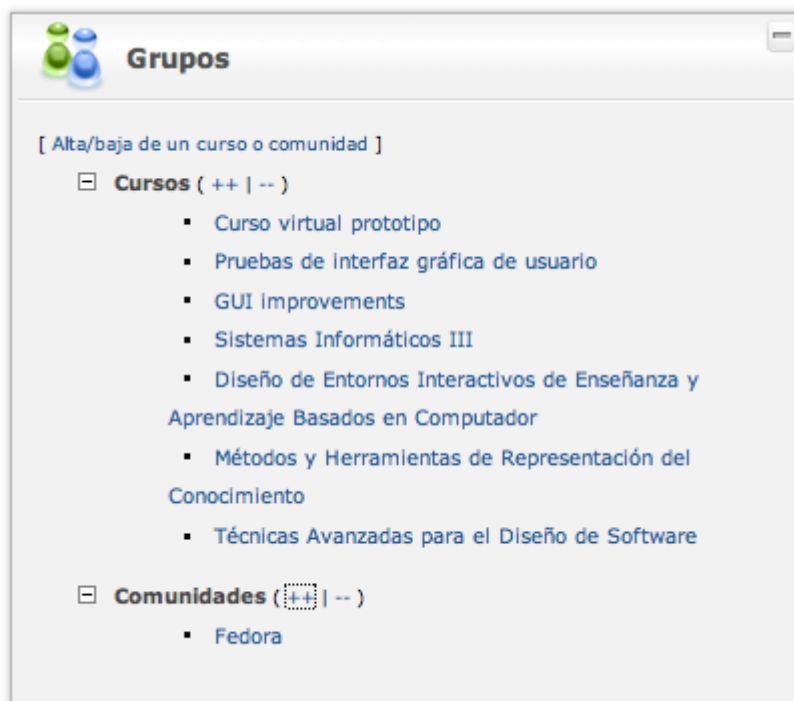 Grupos
[ Alta/baja de un curso o comunidad ]
Cursos ( ++ | -- )
Curso virtual prototipo
Pruebas de interfaz gráfica de usuario
GUI improvements
Sistemas Informáticos III
Diseño de Entornos Interactivos de Enseñanza y
Aprendizaje Basados en Computador
Métodos y Herramientas de Representación del
Conocimiento
Técnicas Avanzadas para el Diseño de Software
Comunidades ( ++ | -- )
Fedora